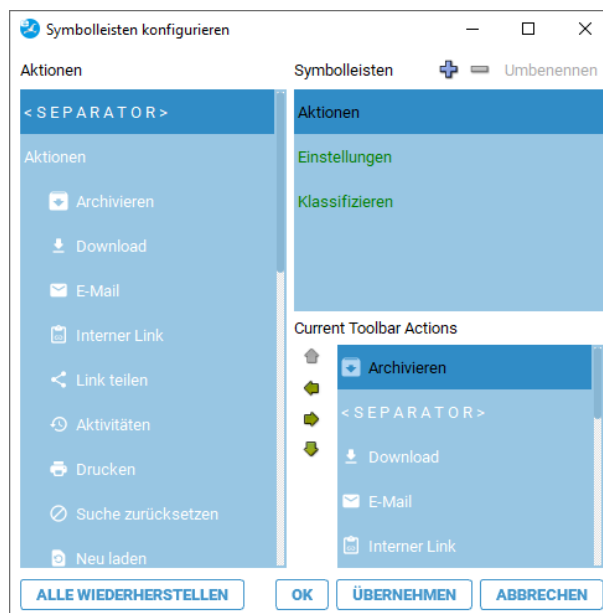 Symbolleisten konfigurieren
Aktionen
<SEPARATOR>
Aktionen
Archivieren
Download
E-Mail
Interner Link
Link teilen
Aktivitäten
Drucken
Suche zurücksetzen
Neu laden
Symbolleisten
Umbenennen
Aktionen
Einstellungen
Klassifizieren
Current Toolbar Actions
Archivieren
<SEPARATOR>
Download
E-Mail
Interner Link
ALLE WIEDERHERSTELLEN
OK
ÜBERNEHMEN
ABBRECHEN